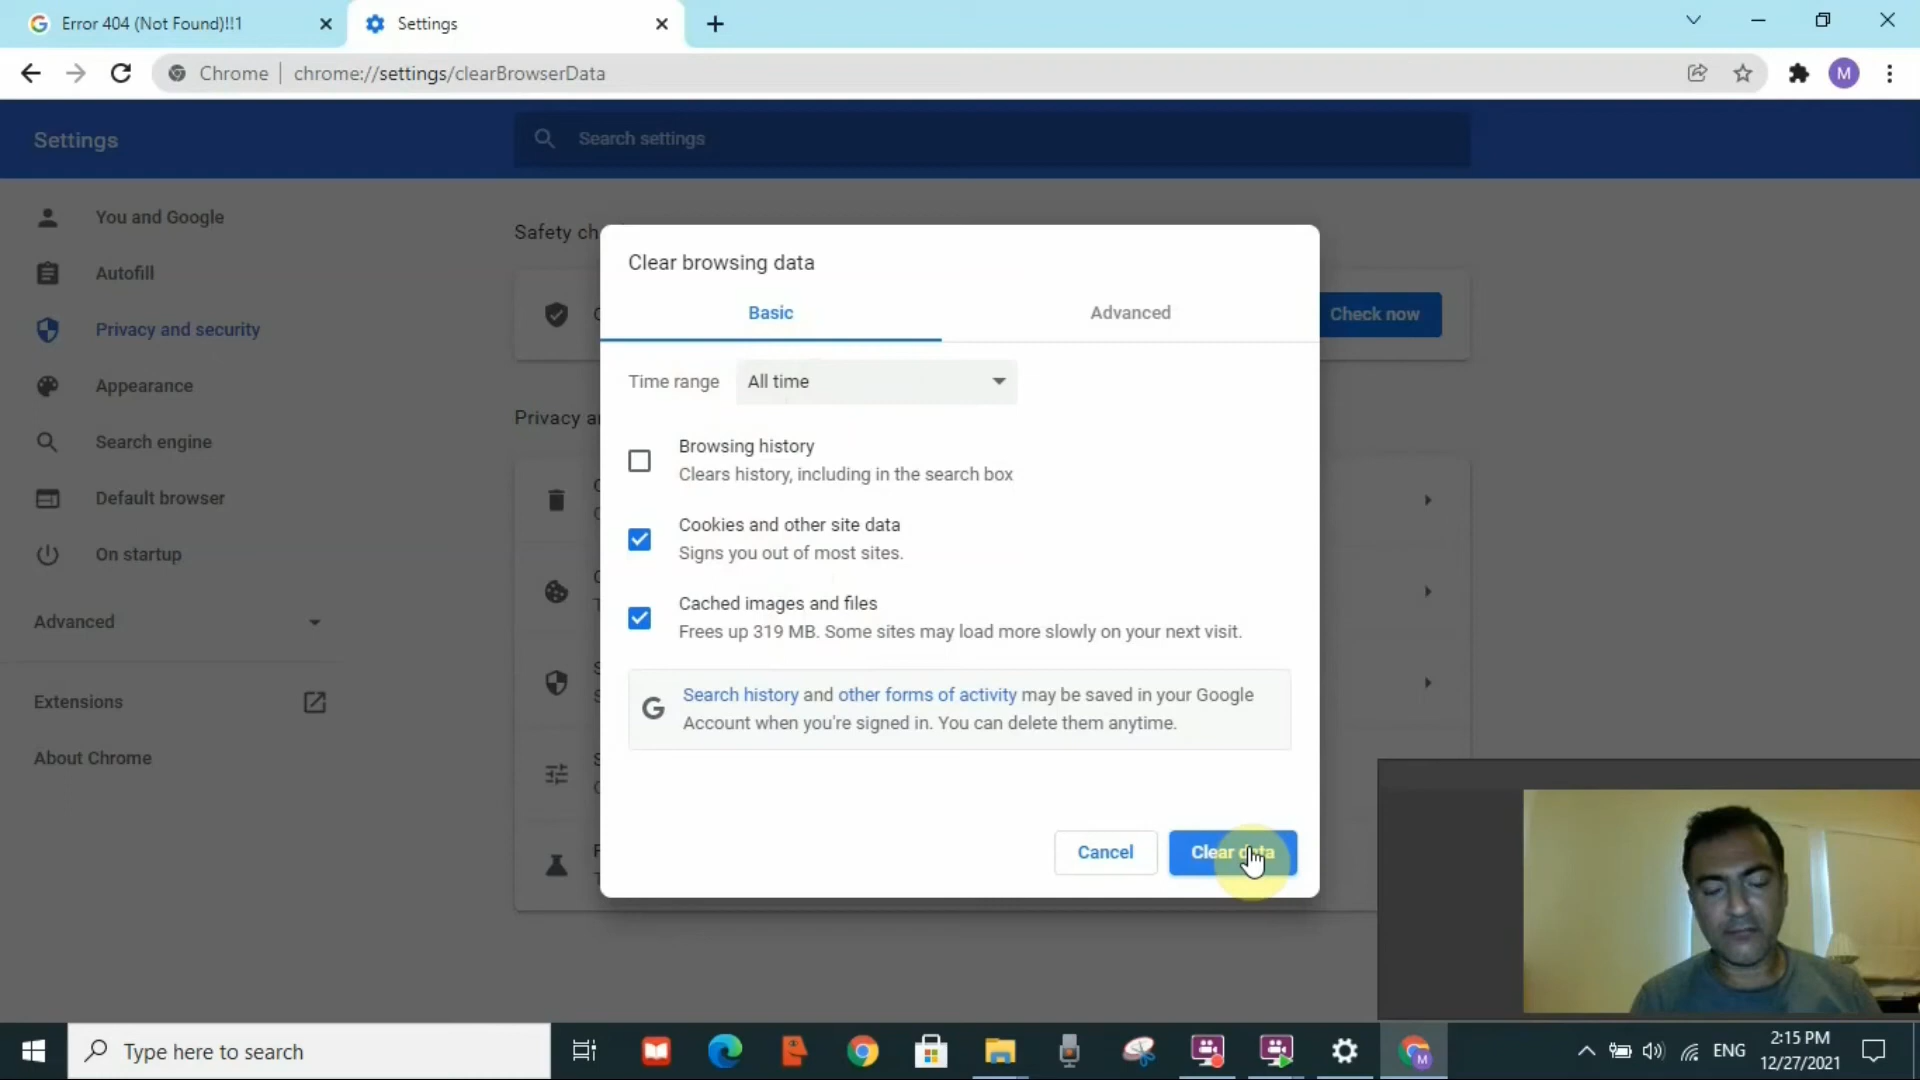 Error 404 (Not Found)!!1
Settings
Chrome
chrome://settings/clearBrowserData
M
Settings
Search settings
You and Google
Autofill
Privacy and security
Appearance
Search engine
Default browser
On startup
Advanced
Extensions
About Chrome
Safety ch
Check now
Clear browsing data
Basic
Advanced
Time range
All time
Browsing history
Clears history, including in the search box
Cookies and other site data
Signs you out of most sites.
Cached images and files
Frees up 319 MB. Some sites may load more slowly on your next visit.
G
Search history and other forms of activity may be saved in your Google
Account when you're signed in. You can delete them anytime.
Cancel
Clear data
Type here to search
M
ENG
2:15 PM
12/27/2021